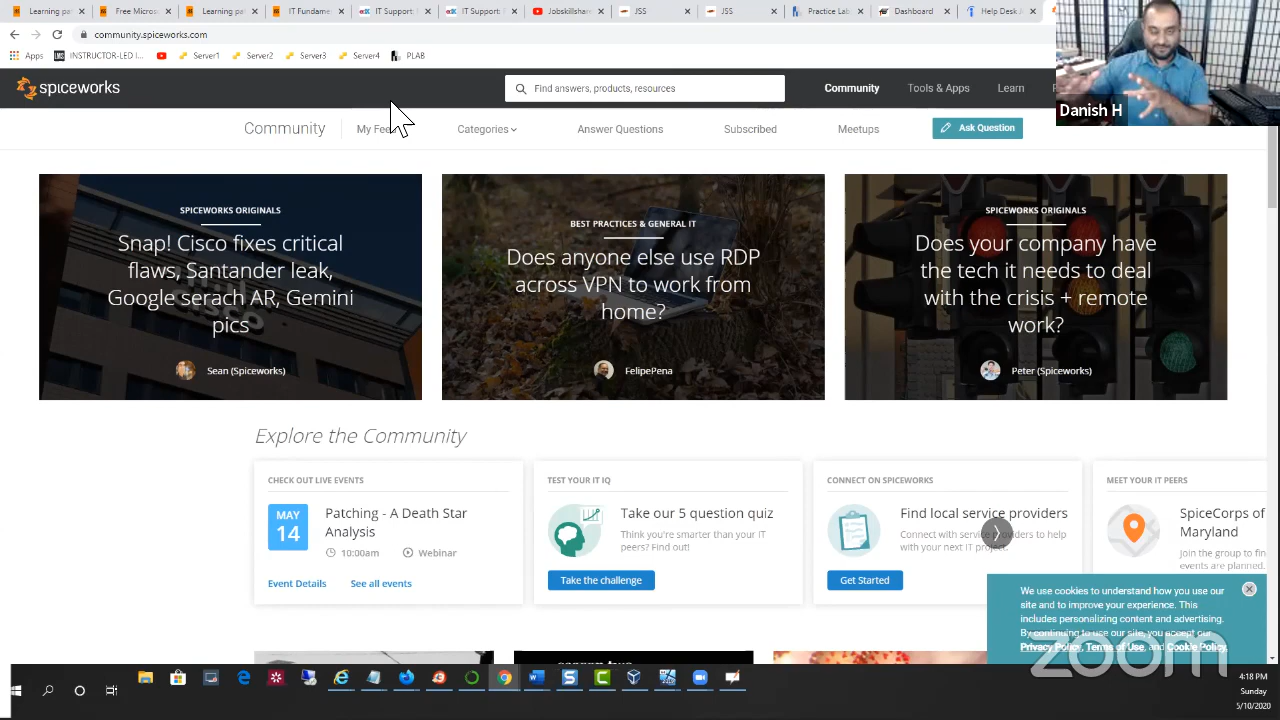 Learning pat
Free Micros
Learning pat
IT Fundame
IT Support:
IT Support:
Jobskillshare
JSS
JSS
Practice Lab
Dashboard
Help Desk J
community.spiceworks.com
Apps
INSTRUCTOR-LED I...
Server1
Server2
Server3
Server4
PLAB
spiceworks
Find answers, products, resources
Community
Tools & Apps
Learn
Danish H
Community
My Fee
Categories
Answer Questions
Subscribed
Meetups
Ask Question
SPICEWORKS ORIGINALS
Snap! Cisco fixes critical
flaws, Santander leak,
Google serach AR, Gemini
pics
Sean (Spiceworks)
BEST PRACTICES & GENERAL IT
Does anyone else use RDP
across VPN to work from
home?
FelipePena
SPICEWORKS ORIGINALS
Does your company have
the tech it needs to deal
with the crisis + remote
work?
Peter (Spiceworks)
Explore the Community
CHECK OUT LIVE EVENTS
MAY
14
Patching - A Death Star
Analysis
10:00am
Webinar
Event Details
See all events
TEST YOUR IT IQ
Take our 5 question quiz
Think you're smarter than your IT
peers? Find out!
Take the challenge
CONNECT ON SPICEWORKS
Find local service providers
Connect with service providers to help
with your next IT project.
Get Started
MEET YOUR IT PEERS
SpiceCorps of
Maryland
Join the group to fin
events are planned.
We use cookies to understand how you use our
site and to improve your experience. This
includes personalizing content and advertising.
By continuing to use our site, you accept our
Privacy Policy, Terms of Use, and Cookie Policy.
zoom
4:18 PM
Sunday
5/10/2020